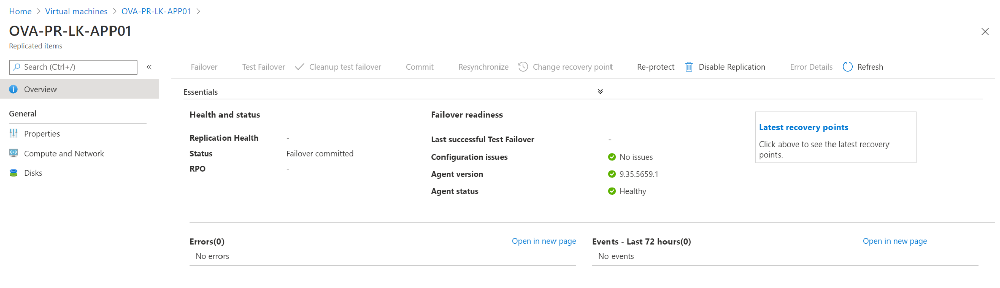 Home > Virtual machines > OVA-PR-LK-APP01 >
OVA-PR-LK-APP01
Replicated items
Search (Ctrl+/)
Failover Test Failover Cleanup test failover Commit Resynchronize Change recovery point Re-protect Disable Replication Error Details Refresh
Overview
General
Properties
Compute and Network
Disks
Essentials
Health and status
Replication Health -
Status Failover committed
RPO -
Failover readiness
Last successful Test Failover -
Configuration issues No issues
Agent version 9.35.5659.1
Agent status Healthy
Latest recovery points
Click above to see the latest recovery
points.
Errors(0) Open in new page
No errors
Events - Last 72 hours(0) Open in new page
No events